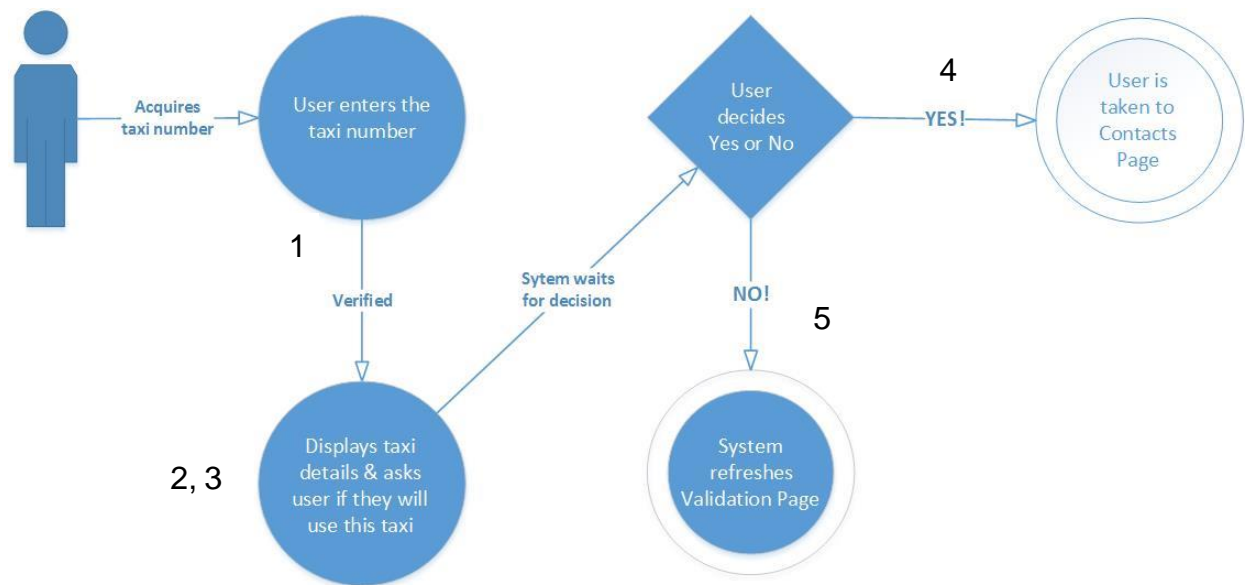 Acquires
taxi number
User enters the
taxi number
1
Verified
2, 3
Displays taxi
details & asks
user if they will
use this taxi
Sytem waits
for decision
User
decides
Yes or No
4
YES!
User is
taken to
Contacts
Page
NO!
5
System
refreshes
Validation Page